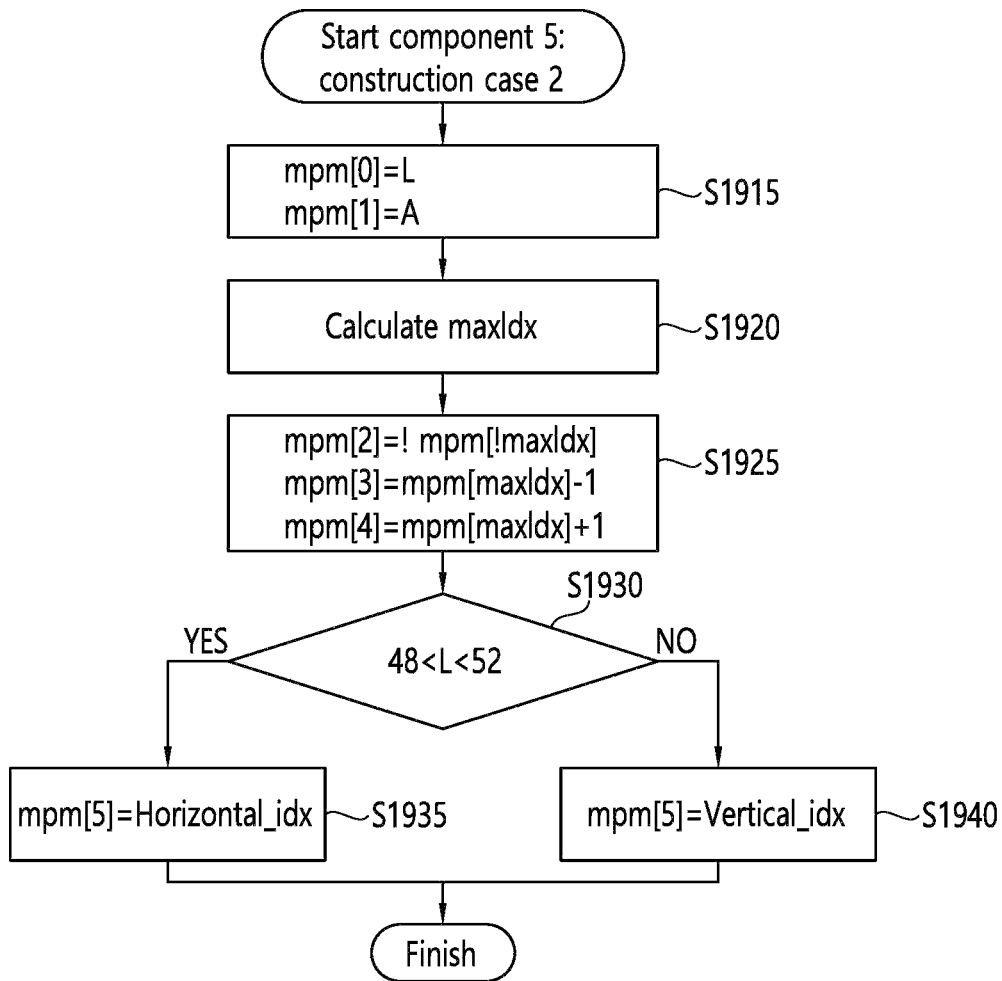 Start component 5:
construction case 2
mpm[0]=L
mpm[1]=A
S1915
Calculate maxIdx
S1920
mpm[2]=! mpm[!maxIdx]
mpm[3]=mpm[maxIdx]-1
mpm[4]=mpm[maxIdx]+1
S1925
S1930
YES
48<L<52
NO
mpm[5]=Horizontal_idx
S1935
mpm[5]=Vertical_idx
S1940
Finish